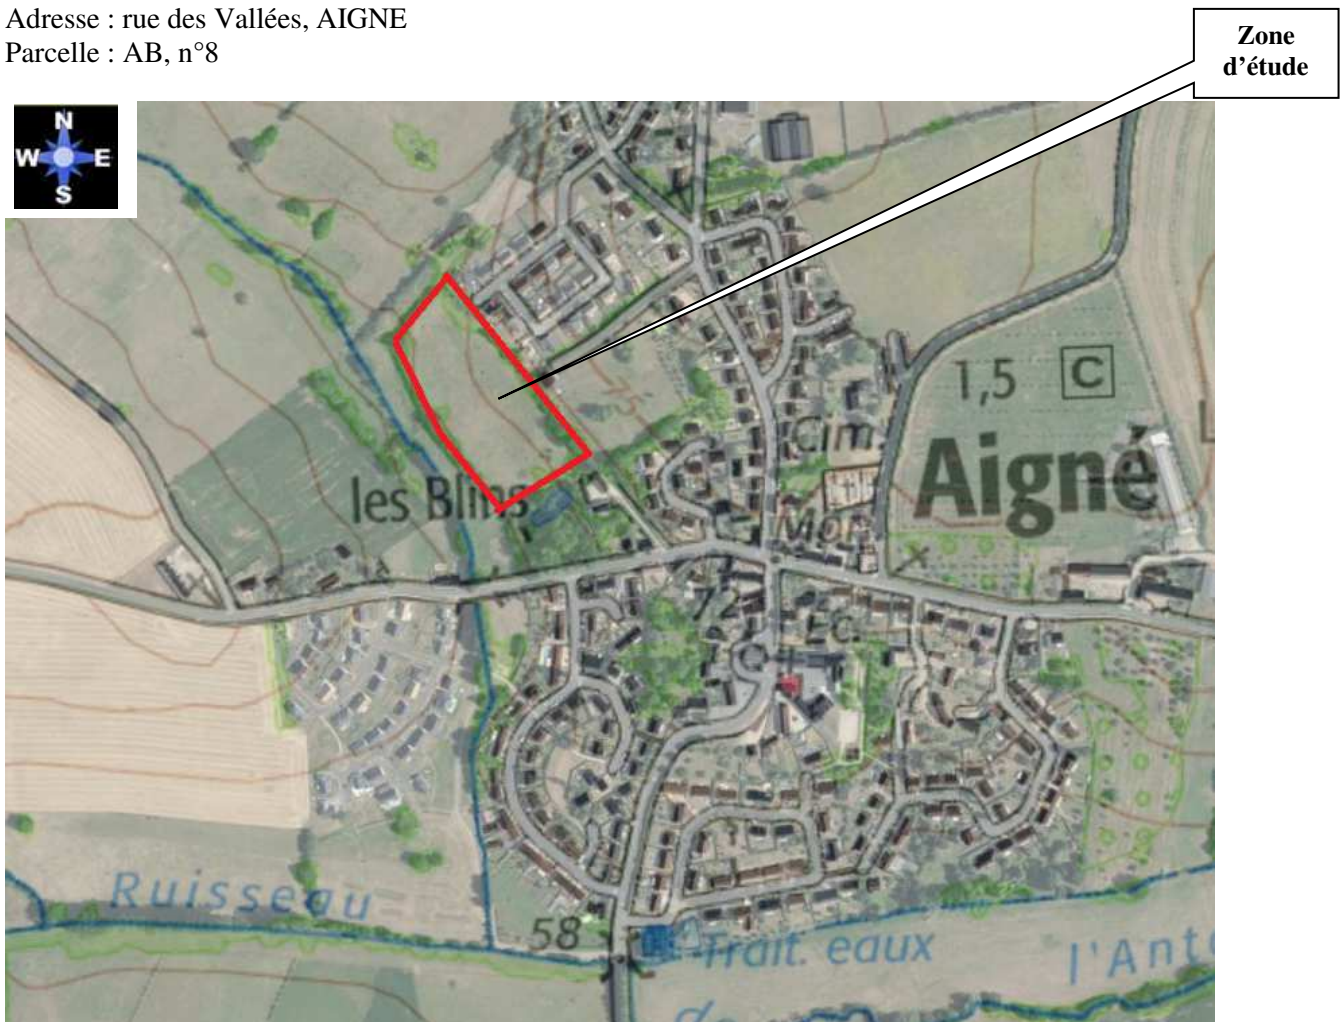 Adresse : rue des Vallées, AIGNE
Parcelle : AB, n°8
Zone
d'étude
N
W E
S
75
1,5 C
Cim.
Aigné
les Blins
Mon.
72
Ec.
Ruisseau
58
Trait. eaux
l'Ant